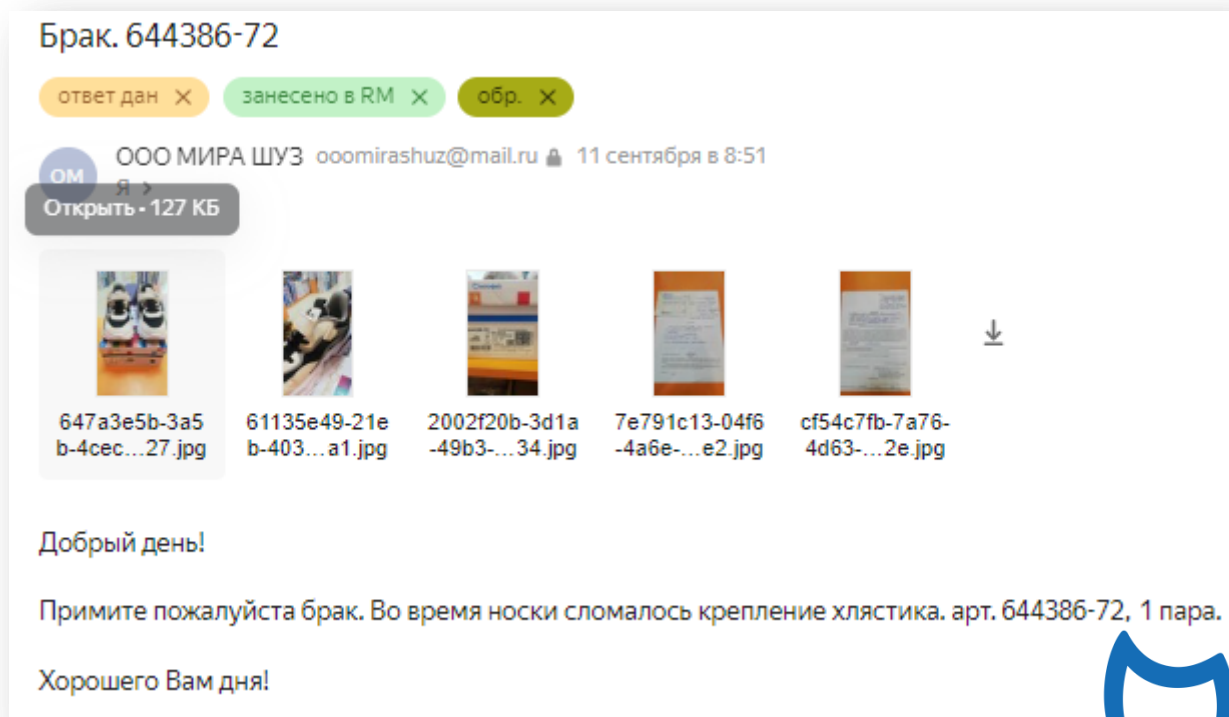 Брак. 644386-72
ответ дан ×
занесено в RM ×
обр. ×
ООО МИРА ШУЗ ooomirashuz@mail.ru 11 сентября в 8:51
ОМ
Я >
Открыть • 127 КБ
647a3e5b-3a5
b-4cec...27.jpg
61135e49-21e
b-403...a1.jpg
2002f20b-3d1a
-49b3-...34.jpg
7e791c13-04f6
-4a6e-...e2.jpg
cf54c7fb-7a76-
4d63-...2e.jpg
Добрый день!
Примите пожалуйста брак. Во время носки сломалось крепление хлястика. арт. 644386-72, 1 пара.
Хорошего Вам дня!